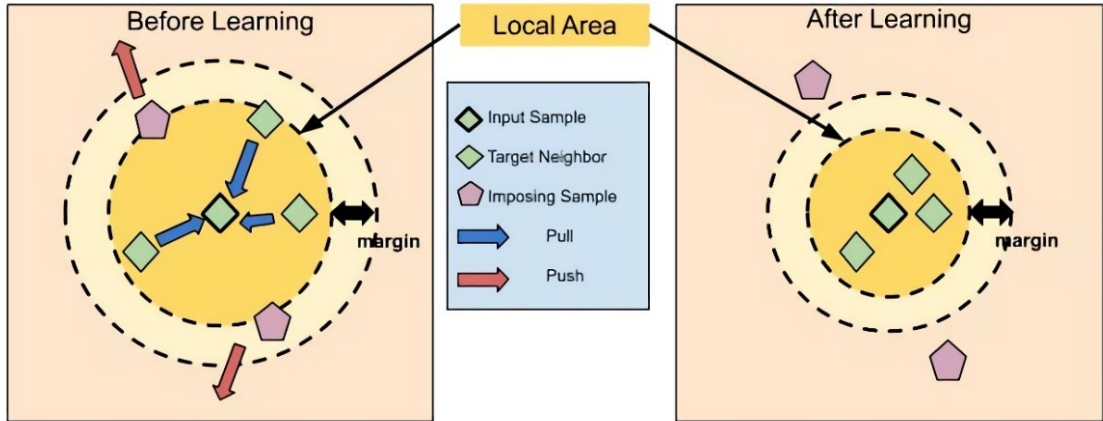 Before Learning
Local Area
After Learning
Input Sample
Target Neighbor
Imposing Sample
Pull
Push
margin
margin